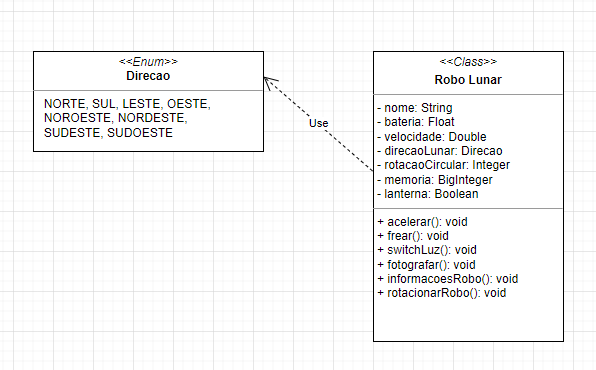 <<Enum>>
Direcao
NORTE, SUL, LESTE, OESTE,
NOROESTE, NORDESTE,
SUDESTE, SUDOESTE
Use
<<Class>>
Robo Lunar
- nome: String
- bateria: Float
- velocidade: Double
- direcaoLunar: Direcao
- rotacaoCircular: Integer
- memoria: BigInteger
- lanterna: Boolean
+ acelerar(): void
+ frear(): void
+ switchLuz(): void
+ fotografar(): void
+ informacoesRobo(): void
+ rotacionarRobo(): void